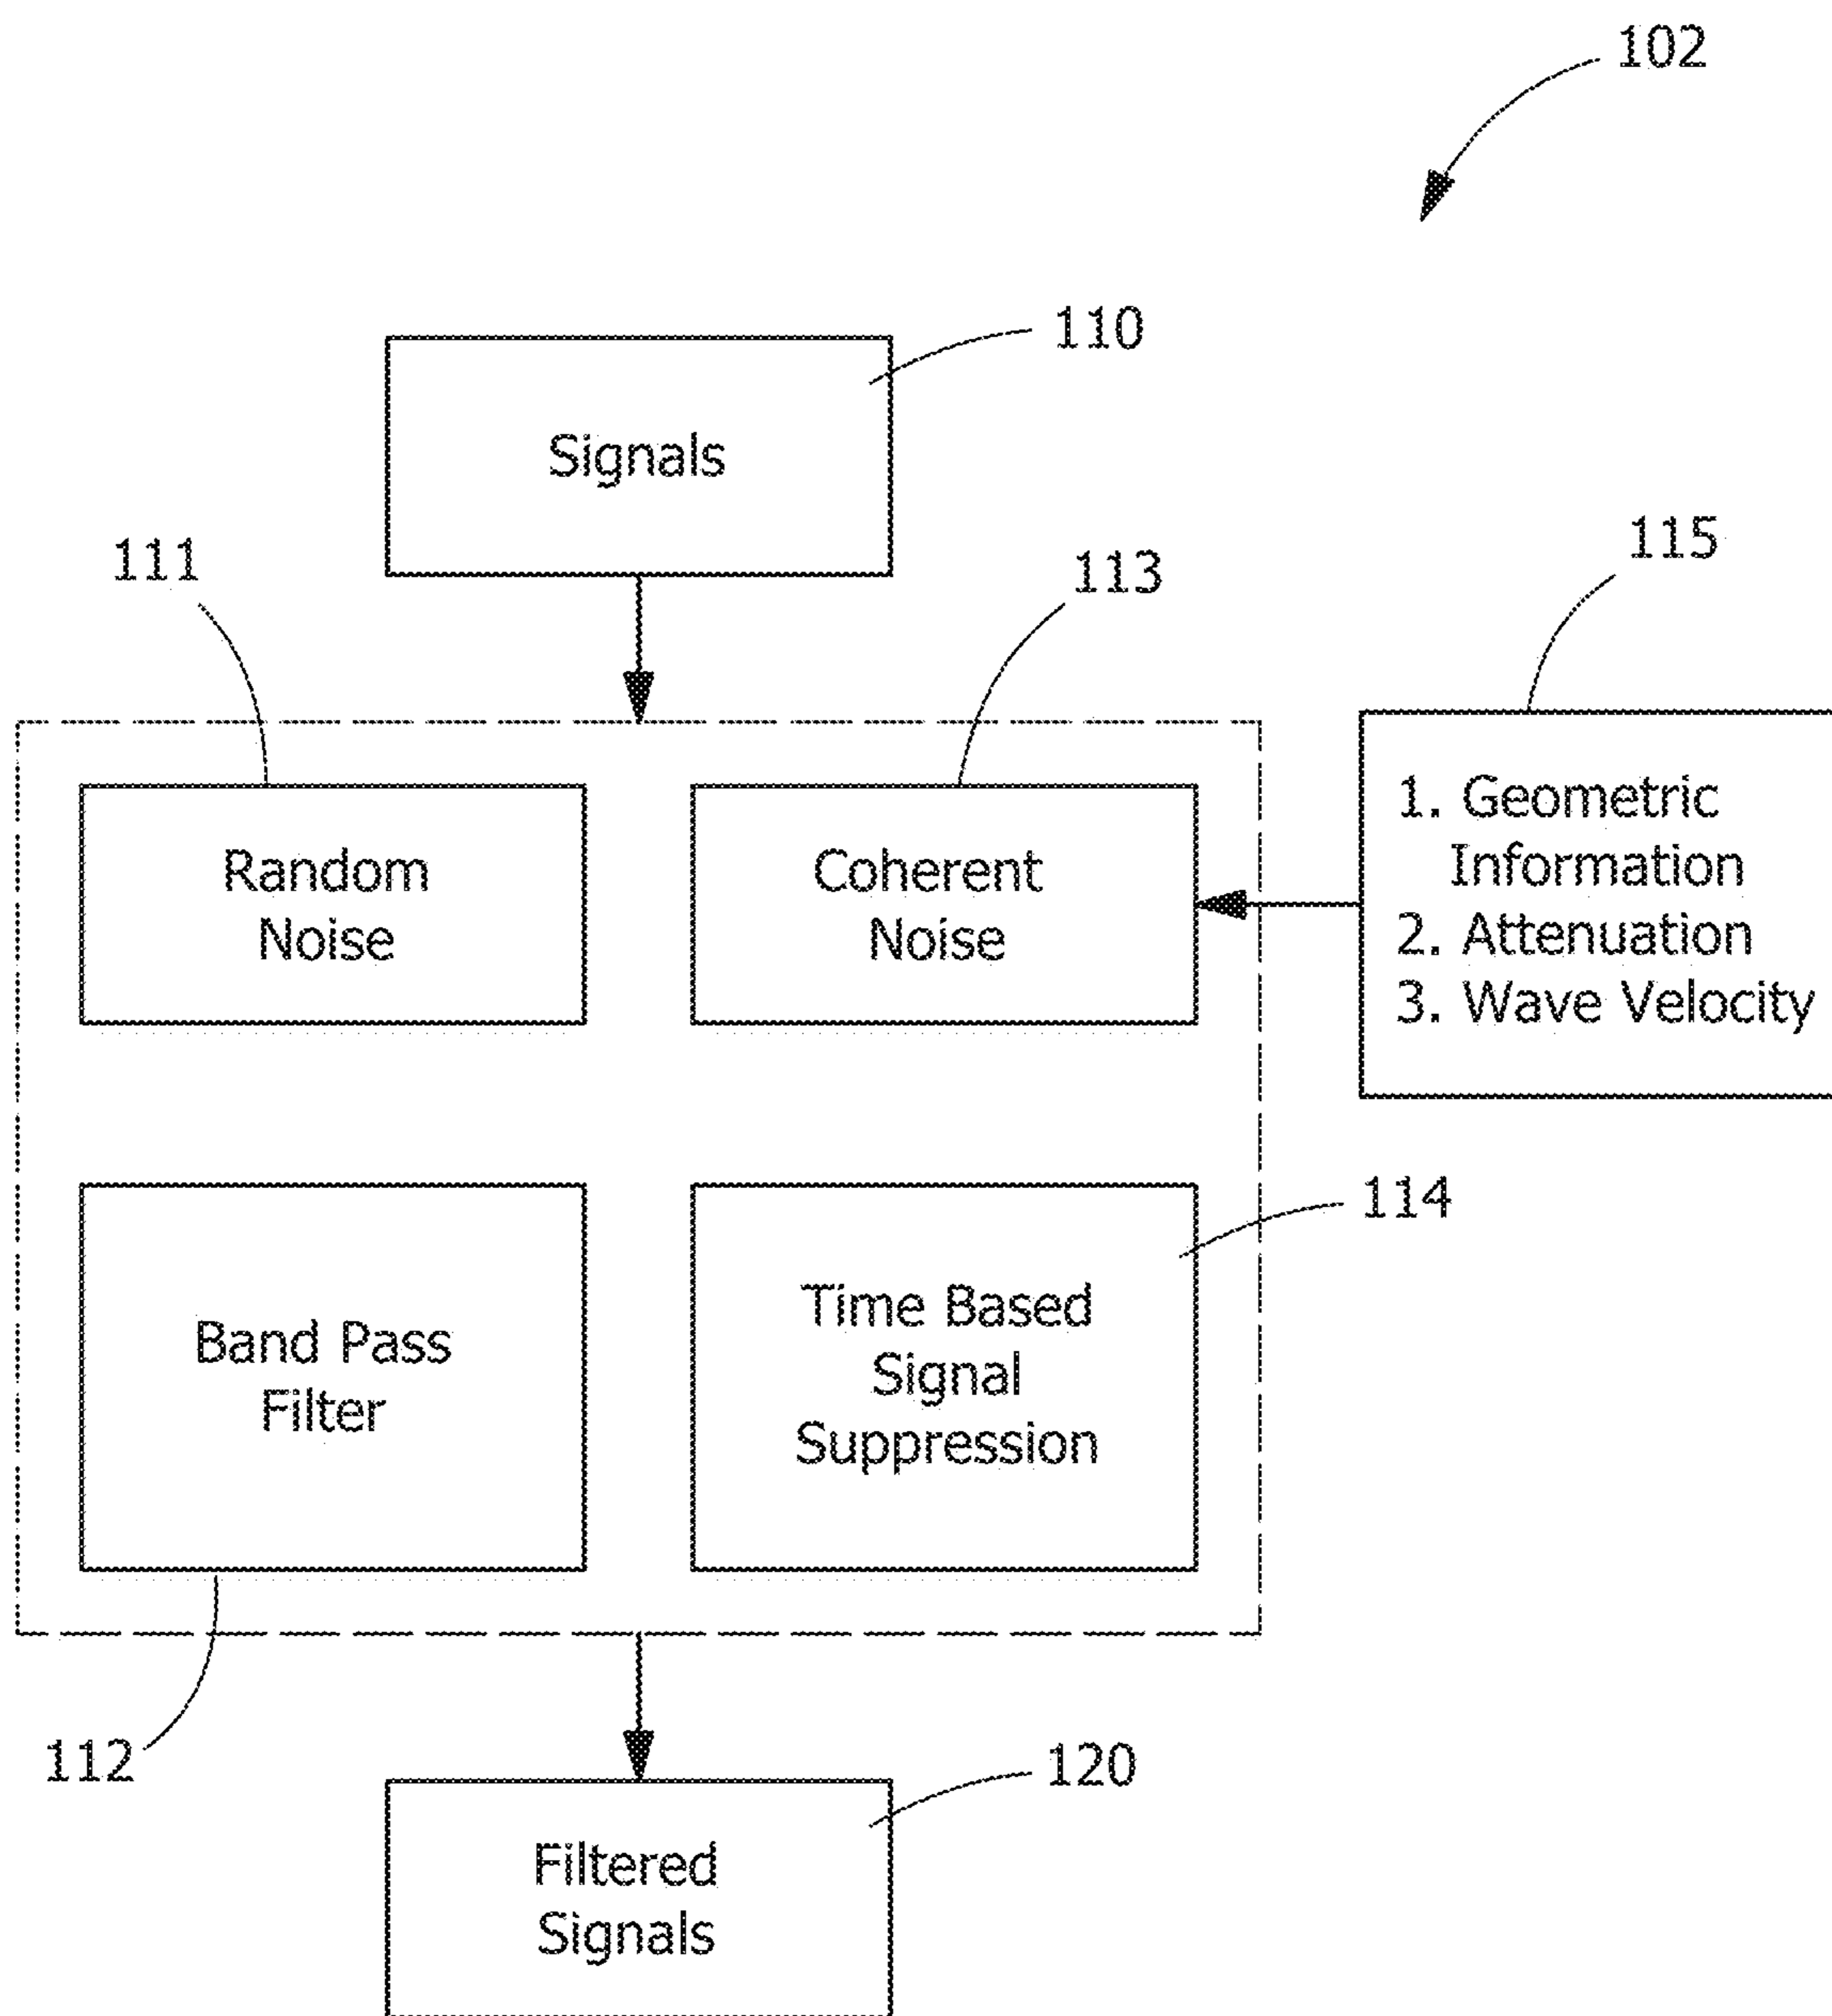 102
110
Signals
111
113
115
Random
Noise
Coherent
Noise
1. Geometric
Information
2. Attenuation
3. Wave Velocity
114
Band Pass
Filter
Time Based
Signal
Suppression
112
120
Filtered
Signals